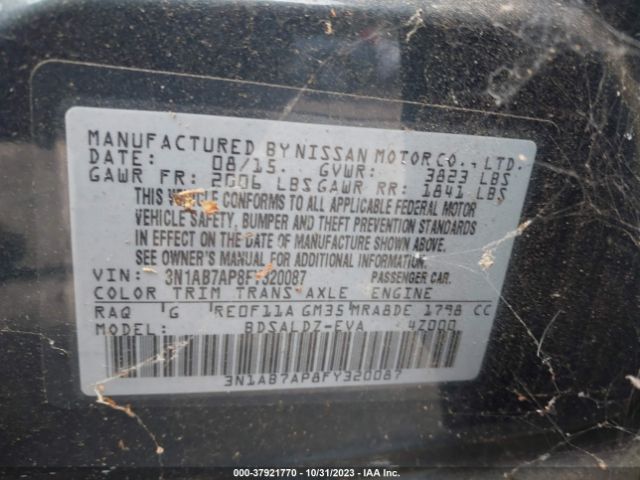 MANUFACTURED BY NISSAN MOTOR CO., LTD.
DATE: 08/15. GVWR: 3823 LBS
GAWR FR: 2006 LBS GAWR RR: 1841 LBS
THIS VEHICLE CONFORMS TO ALL APPLICABLE FEDERAL MOTOR
VEHICLE SAFETY, BUMPER AND THEFT PREVENTION STANDARDS
IN EFFECT ON THE DATE OF MANUFACTURE SHOWN ABOVE.
SEE OWNER'S MANUAL FOR ADDITIONAL INFORMATION.
VIN: 3N1AB7AP8FY320087 PASSENGER CAR.
COLOR TRIM TRANS AXLE ENGINE
RAQ G RE0F11A GM35 MRA8DE 1798 CC
MODEL: BDSALDZ-EVA 4Z000
3N1AB7AP8FY320087
000-37921770 - 10/31/2023 - IAA Inc.